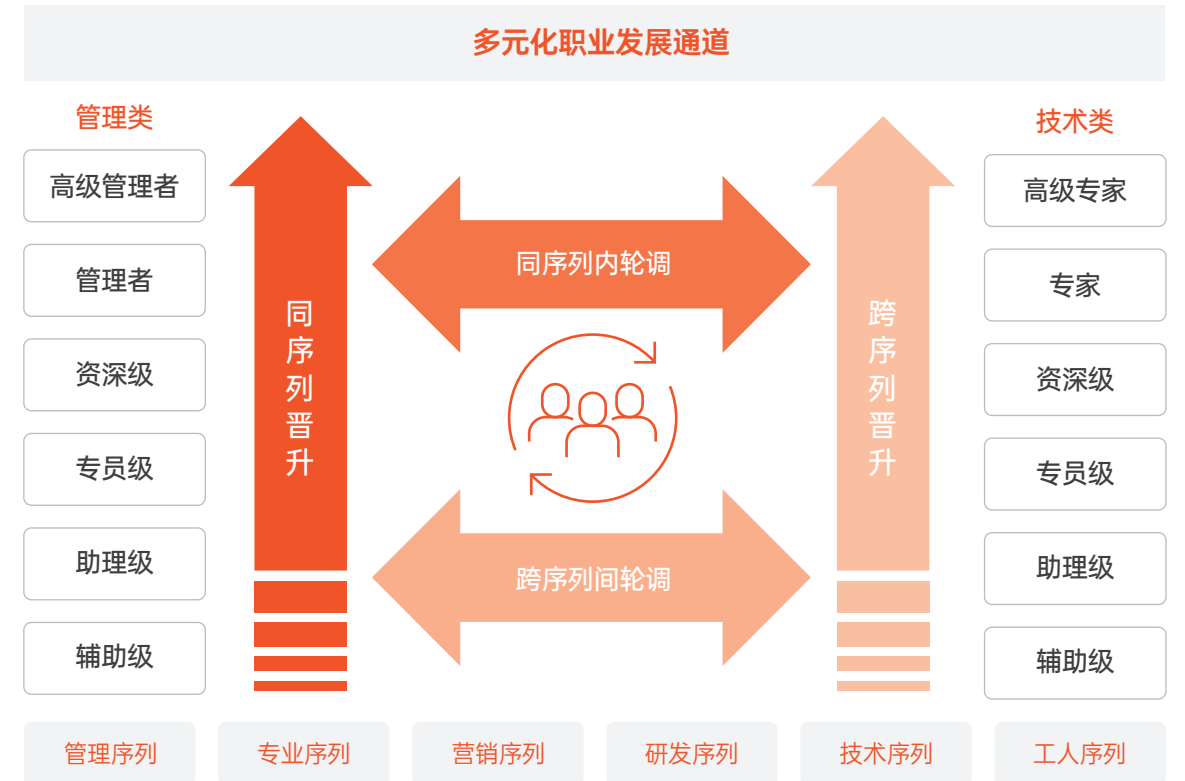 多元化职业发展通道
管理类
高级管理者
管理者
资深级
专员级
助理级
辅助级
同序列晋升
同序列内轮调
跨序列间轮调
跨序列晋升
技术类
高级专家
专家
资深级
专员级
助理级
辅助级
管理序列
专业序列
营销序列
研发序列
技术序列
工人序列